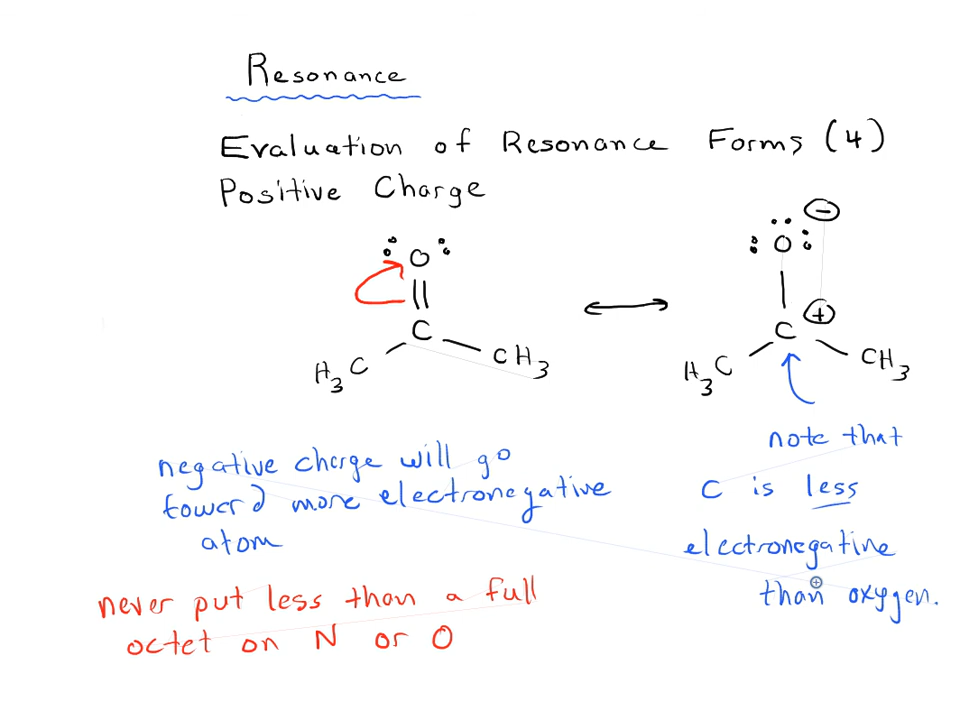 Resonance
Evaluation of Resonance Forms (4)
Positive Charge
O
O
C
C
H3C
CH3
H3C
CH3
negative charge will go
toward more electronegative
atom
note that
C is less
electronegative
than oxygen.
never put less than a full
octet on N or O